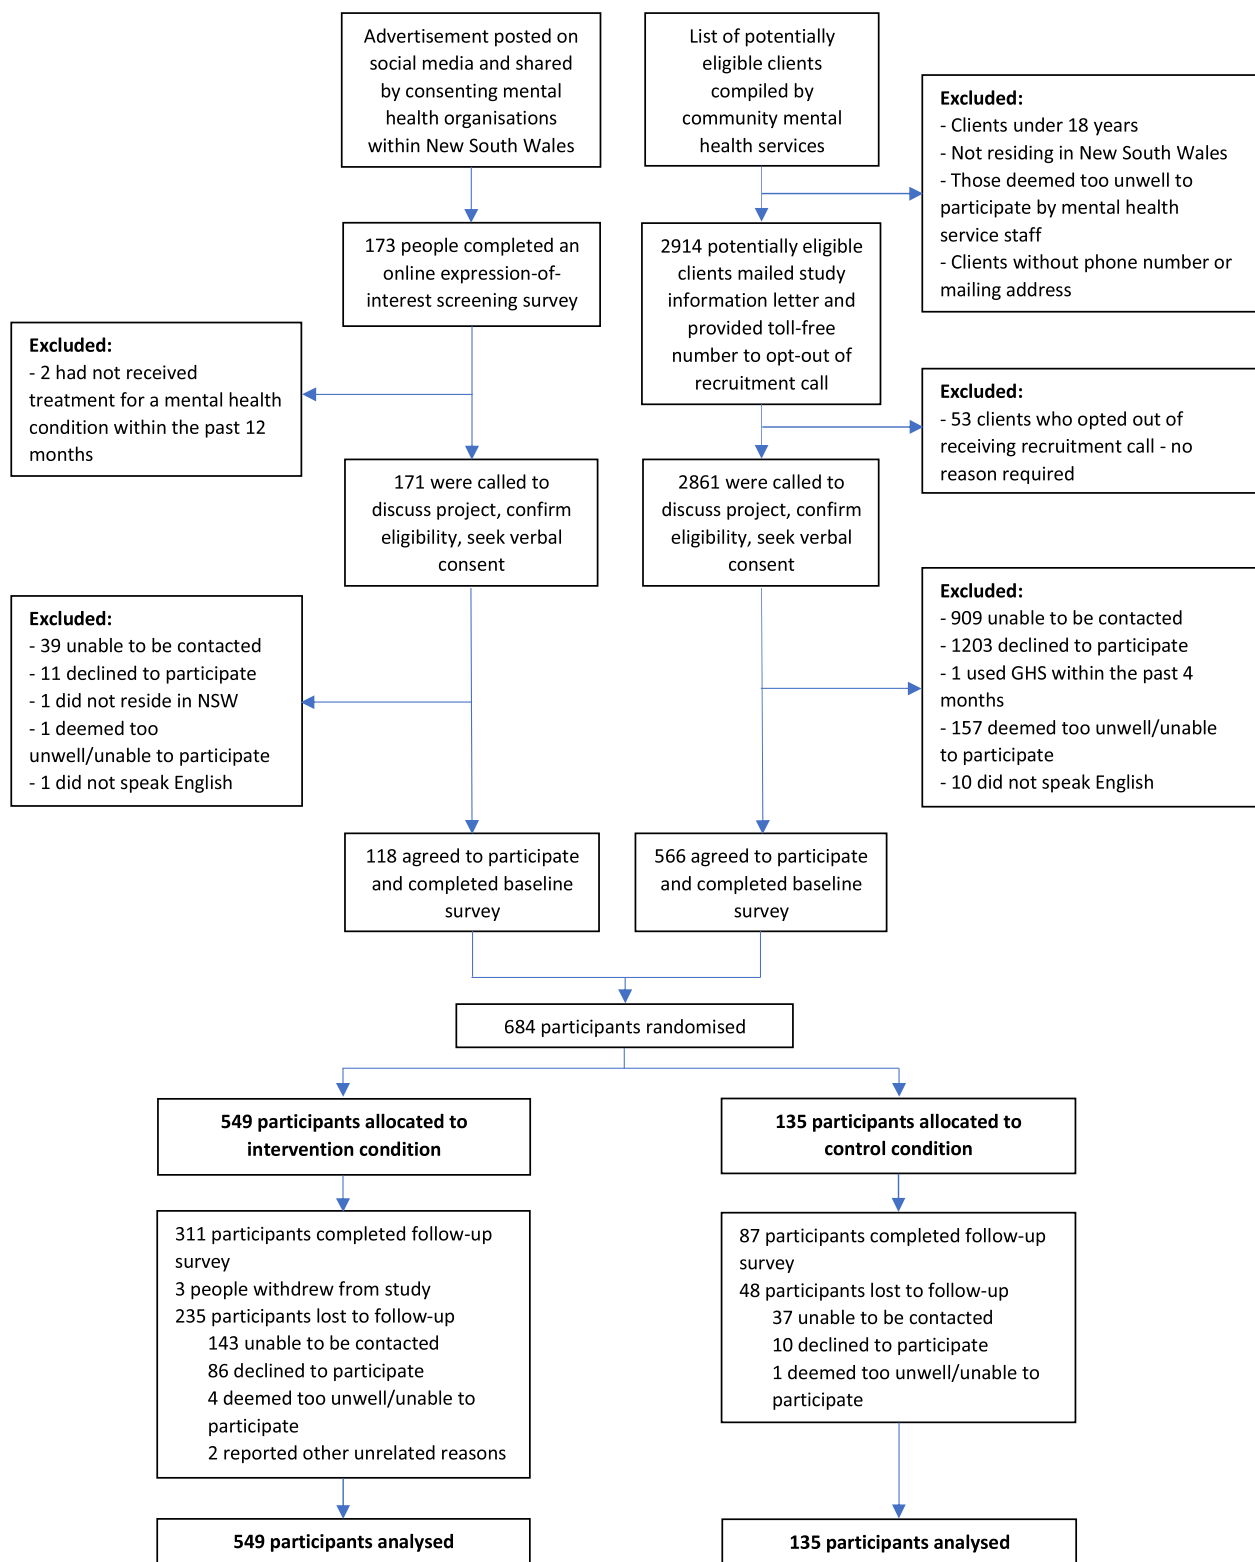 Advertisement posted on
social media and shared
by consenting mental
health organisations
within New South Wales
List of potentially
eligible clients
compiled by
community mental
health services
Excluded:
- Clients under 18 years
- Not residing in New South Wales
- Those deemed too unwell to
participate by mental health
service staff
- Clients without phone number or
mailing address
173 people completed an
online expression-of-
interest screening survey
2914 potentially eligible
clients mailed study
information letter and
provided toll-free
number to opt-out of
recruitment call
Excluded:
- 2 had not received
treatment for a mental health
condition within the past 12
months
Excluded:
- 53 clients who opted out of
receiving recruitment call - no
reason required
171 were called to
discuss project, confirm
eligibility, seek verbal
consent
2861 were called to
discuss project, confirm
eligibility, seek verbal
consent
Excluded:
- 39 unable to be contacted
- 11 declined to participate
- 1 did not reside in NSW
- 1 deemed too
unwell/unable to participate
- 1 did not speak English
Excluded:
- 909 unable to be contacted
- 1203 declined to participate
- 1 used GHS within the past 4
months
- 157 deemed too unwell/unable
to participate
- 10 did not speak English
118 agreed to participate
and completed baseline
survey
566 agreed to participate
and completed baseline
survey
684 participants randomised
549 participants allocated to
intervention condition
135 participants allocated to
control condition
311 participants completed follow-up
survey
3 people withdrew from study
235 participants lost to follow-up
143 unable to be contacted
86 declined to participate
4 deemed too unwell/unable to
participate
2 reported other unrelated reasons
87 participants completed follow-up
survey
48 participants lost to follow-up
37 unable to be contacted
10 declined to participate
1 deemed too unwell/unable to
participate
549 participants analysed
135 participants analysed